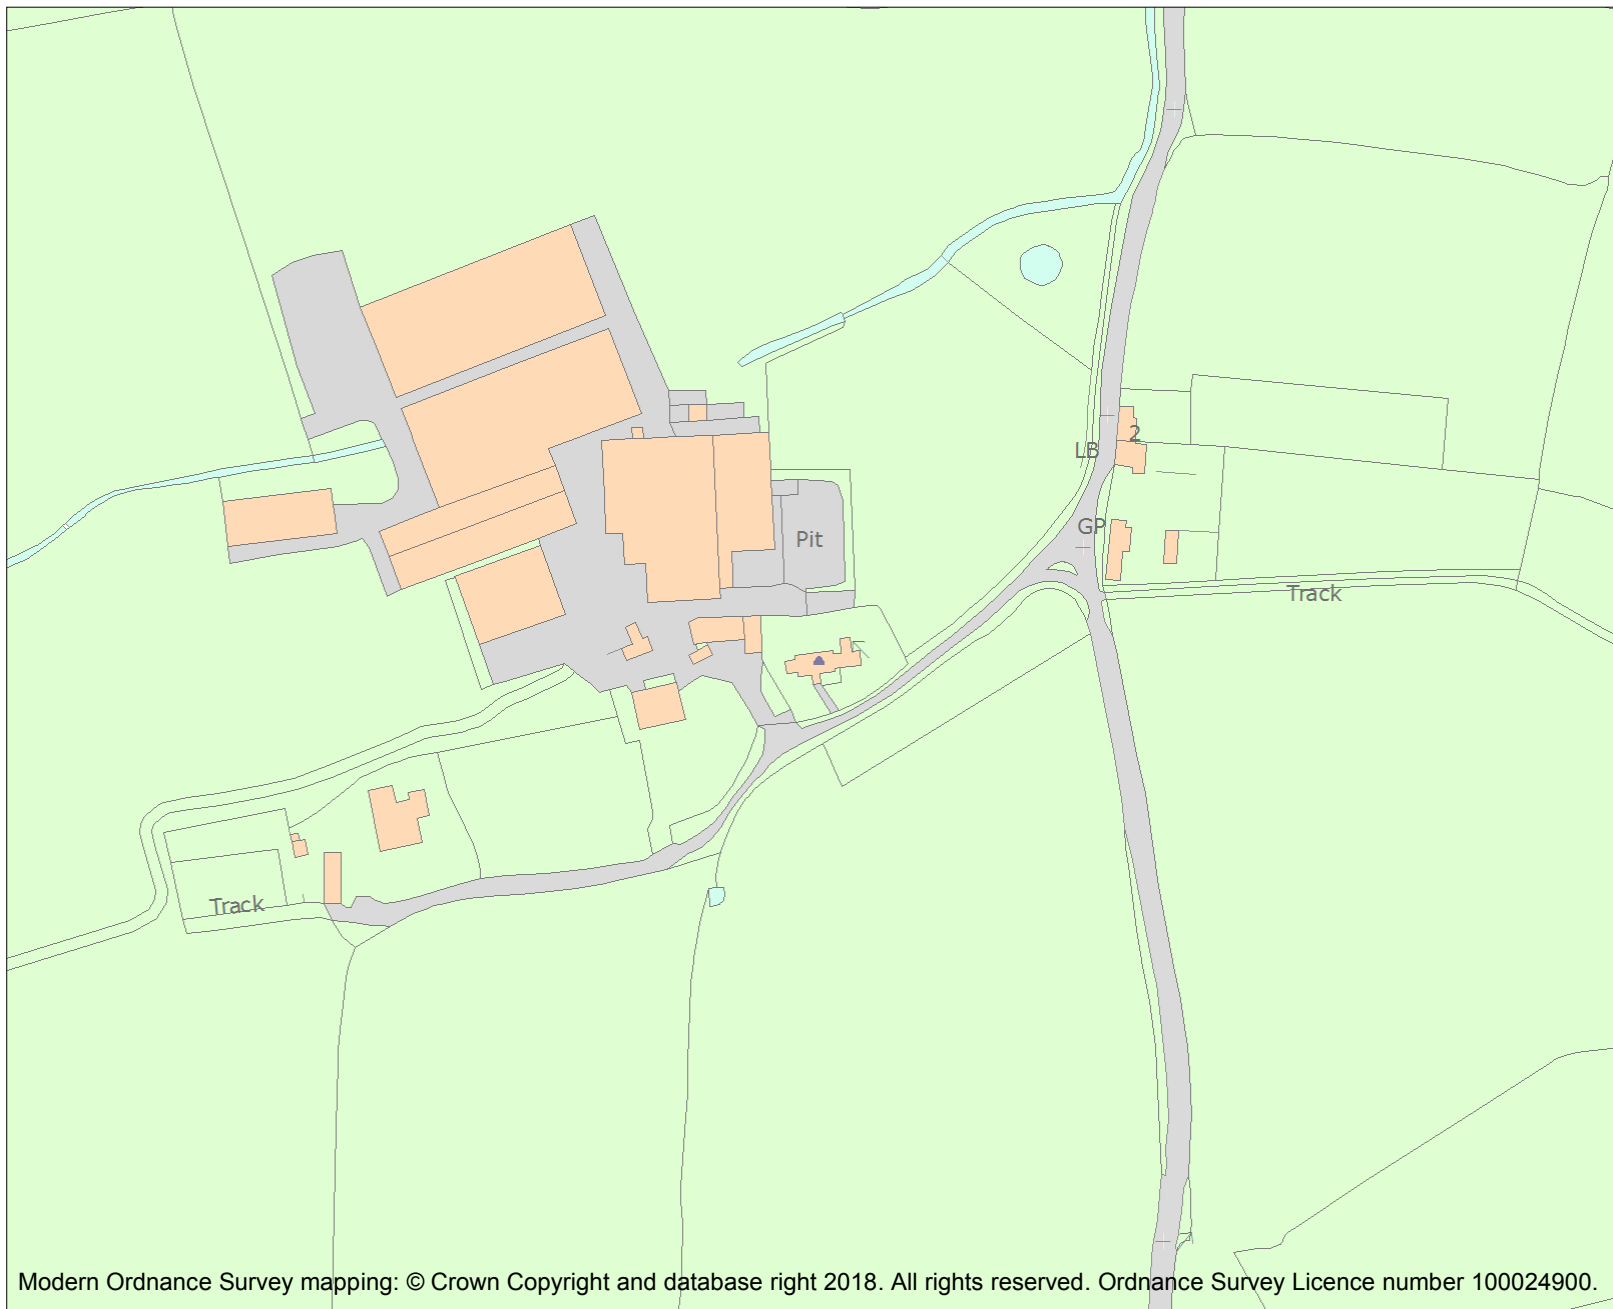 2
LB
GP
Pit
Track
Track
Modern Ordnance Survey mapping: © Crown Copyright and database right 2018. All rights reserved. Ordnance Survey Licence number 100024900.